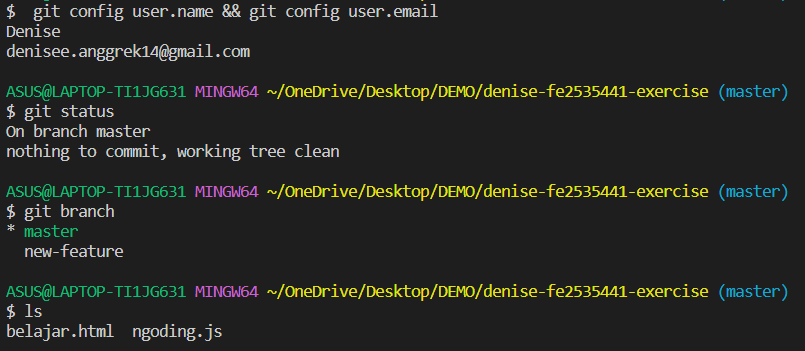 $ git config user.name && git config user.email
Denise
denisee.anggrek14@gmail.com
ASUS@LAPTOP-TI1JG631 MINGW64 ~/OneDrive/Desktop/DEMO/denise-fe2535441-exercise (master)
$ git status
On branch master
nothing to commit, working tree clean
ASUS@LAPTOP-TI1JG631 MINGW64 ~/OneDrive/Desktop/DEMO/denise-fe2535441-exercise (master)
$ git branch
* master
new-feature
ASUS@LAPTOP-TI1JG631 MINGW64 ~/OneDrive/Desktop/DEMO/denise-fe2535441-exercise (master)
$ ls
belajar.html  ngoding.js